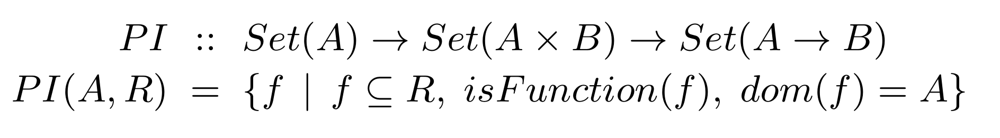 PI :: Set(A) → Set(A × B) → Set(A → B)
PI(A, R) = {f | f ⊆ R, isFunction(f), dom(f) = A}